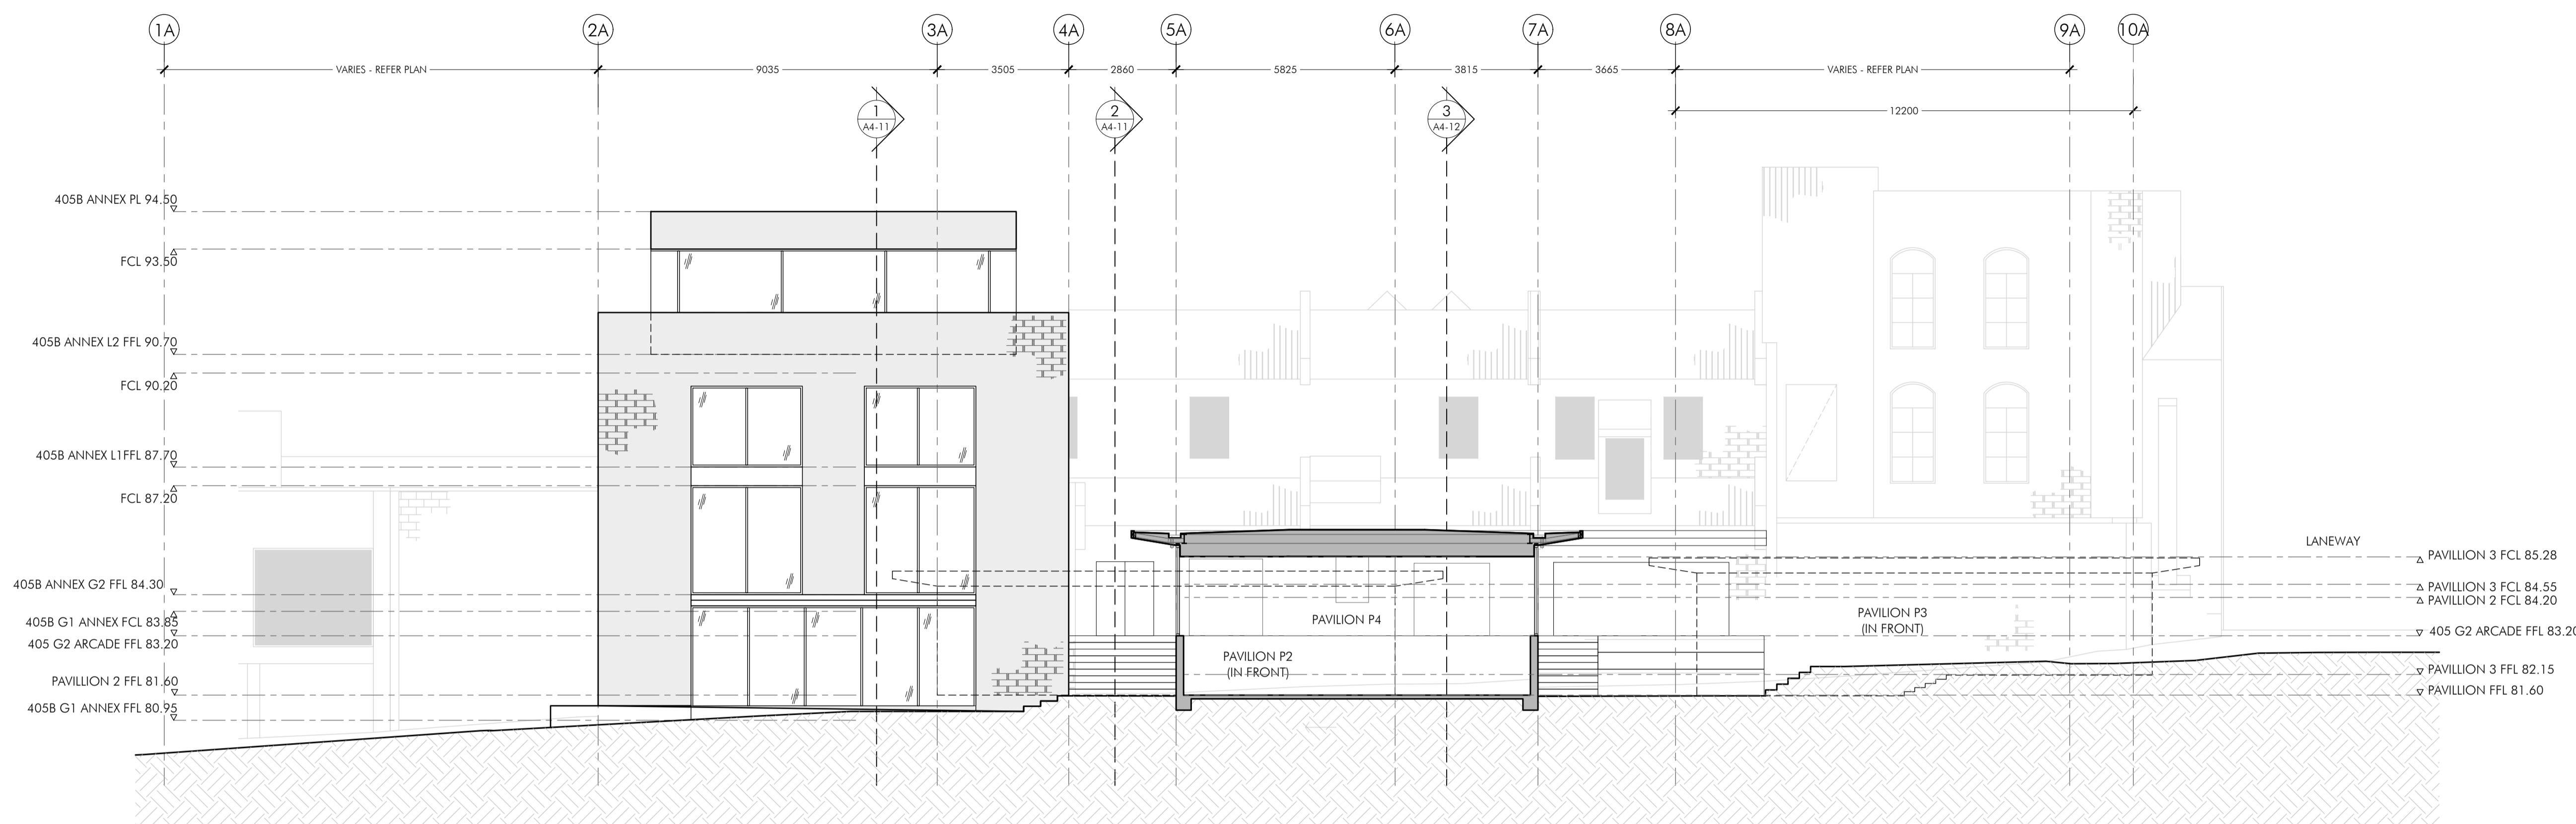 1A
2A
3A
4A
5A
6A
7A
8A
9A
10A
VARIES - REFER PLAN
9035
3505
2860
5825
3815
3665
VARIES - REFER PLAN
12200
1
A4-11
2
A4-11
3
A4-12
405B ANNEX PL 94.50
FCL 93.50
405B ANNEX L2 FFL 90.70
FCL 90.20
405B ANNEX L1FFL 87.70
FCL 87.20
405B ANNEX G2 FFL 84.30
405B G1 ANNEX FCL 83.85
405 G2 ARCADE FFL 83.20
PAVILLION 2 FFL 81.60
405B G1 ANNEX FFL 80.95
PAVILION P4
PAVILION P2
(IN FRONT)
PAVILION P3
(IN FRONT)
LANEWAY
PAVILLION 3 FCL 85.28
PAVILLION 3 FCL 84.55
PAVILLION 2 FCL 84.20
405 G2 ARCADE FFL 83.20
PAVILLION 3 FFL 82.15
PAVILLION FFL 81.60